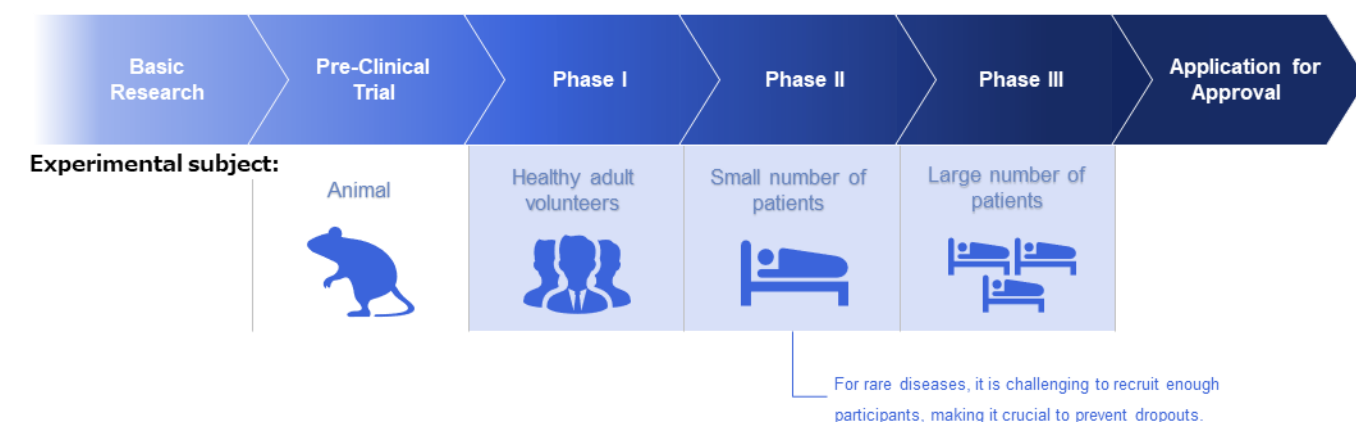 Basic
Research
Pre-Clinical
Trial
Phase I
Phase II
Phase III
Application for
Approval
Experimental subject:
Animal
Healthy adult
volunteers
Small number of
patients
Large number of
patients
For rare diseases, it is challenging to recruit enough
participants, making it crucial to prevent dropouts.